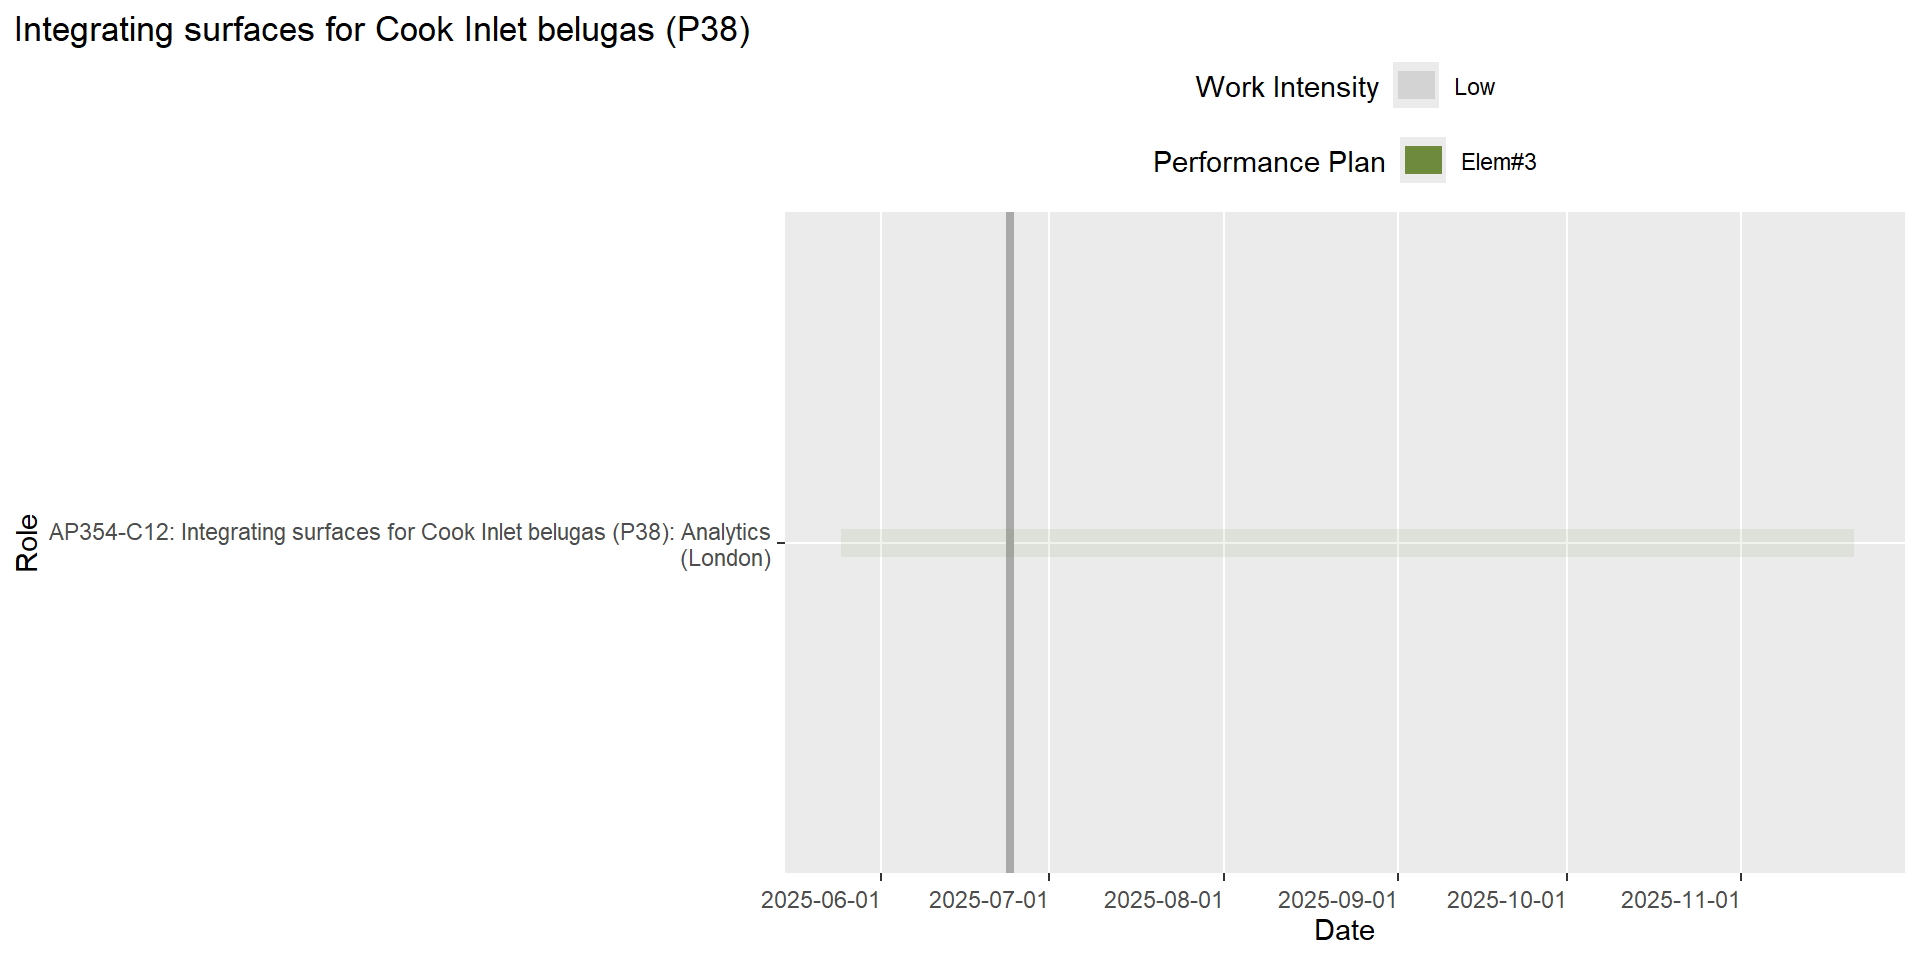 Integrating surfaces for Cook Inlet belugas (P38)
Work Intensity Low
Performance Plan Elem#3
Role
AP354-C12: Integrating surfaces for Cook Inlet belugas (P38): Analytics
(London)
2025-06-01 2025-07-01 2025-08-01 2025-09-01 2025-10-01 2025-11-01
Date